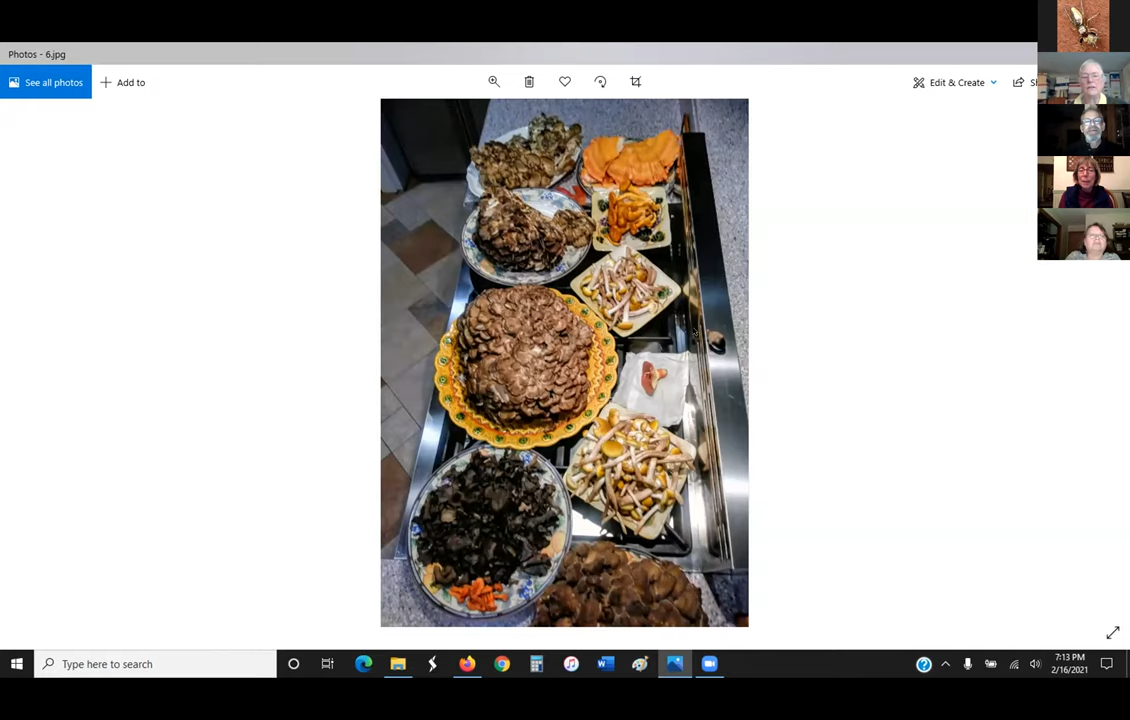 Photos - 6.jpg
See all photos
Add to
Edit & Create
Sh
Type here to search
7:13 PM
2/16/2021